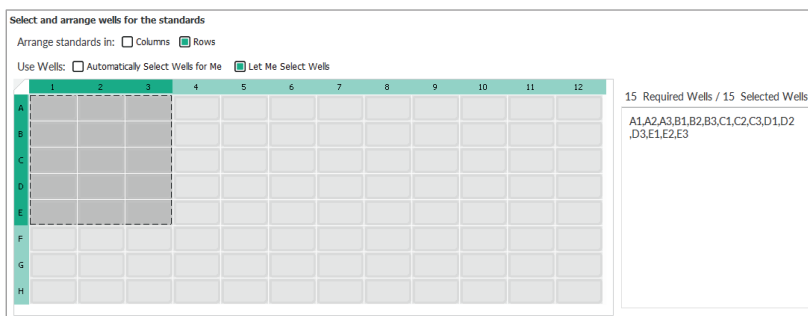 Select and arrange wells for the standards
Arrange standards in: Columns Rows
Use Wells: Automatically Select Wells for Me Let Me Select Wells
1 2 3 4 5 6 7 8 9 10 11 12
15 Required Wells / 15 Selected Wells
A
A1,A2,A3,B1,B2,B3,C1,C2,C3,D1,D2
,D3,E1,E2,E3
B
C
D
E
F
G
H